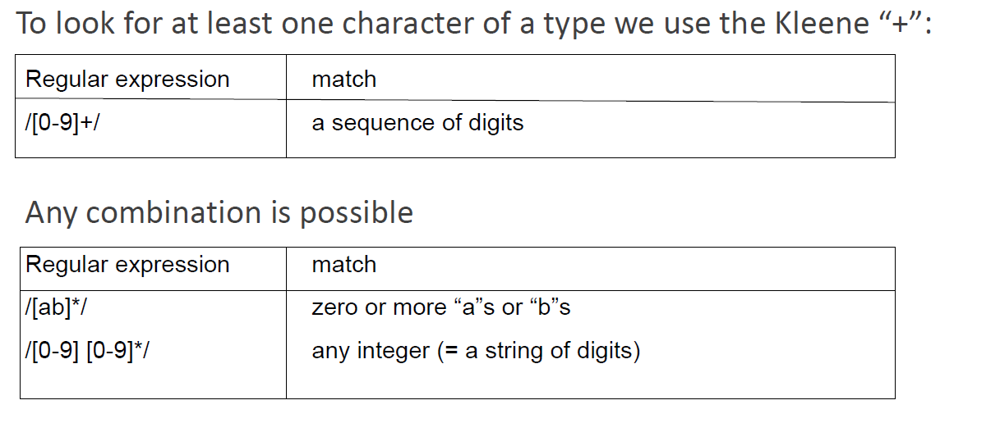 To look for at least one character of a type we use the Kleene “+”:
Regular expression match
/[0-9]+/ a sequence of digits
Any combination is possible
Regular expression match
/[ab]*/ zero or more “a”s or “b”s
/[0-9] [0-9]*/ any integer (= a string of digits)